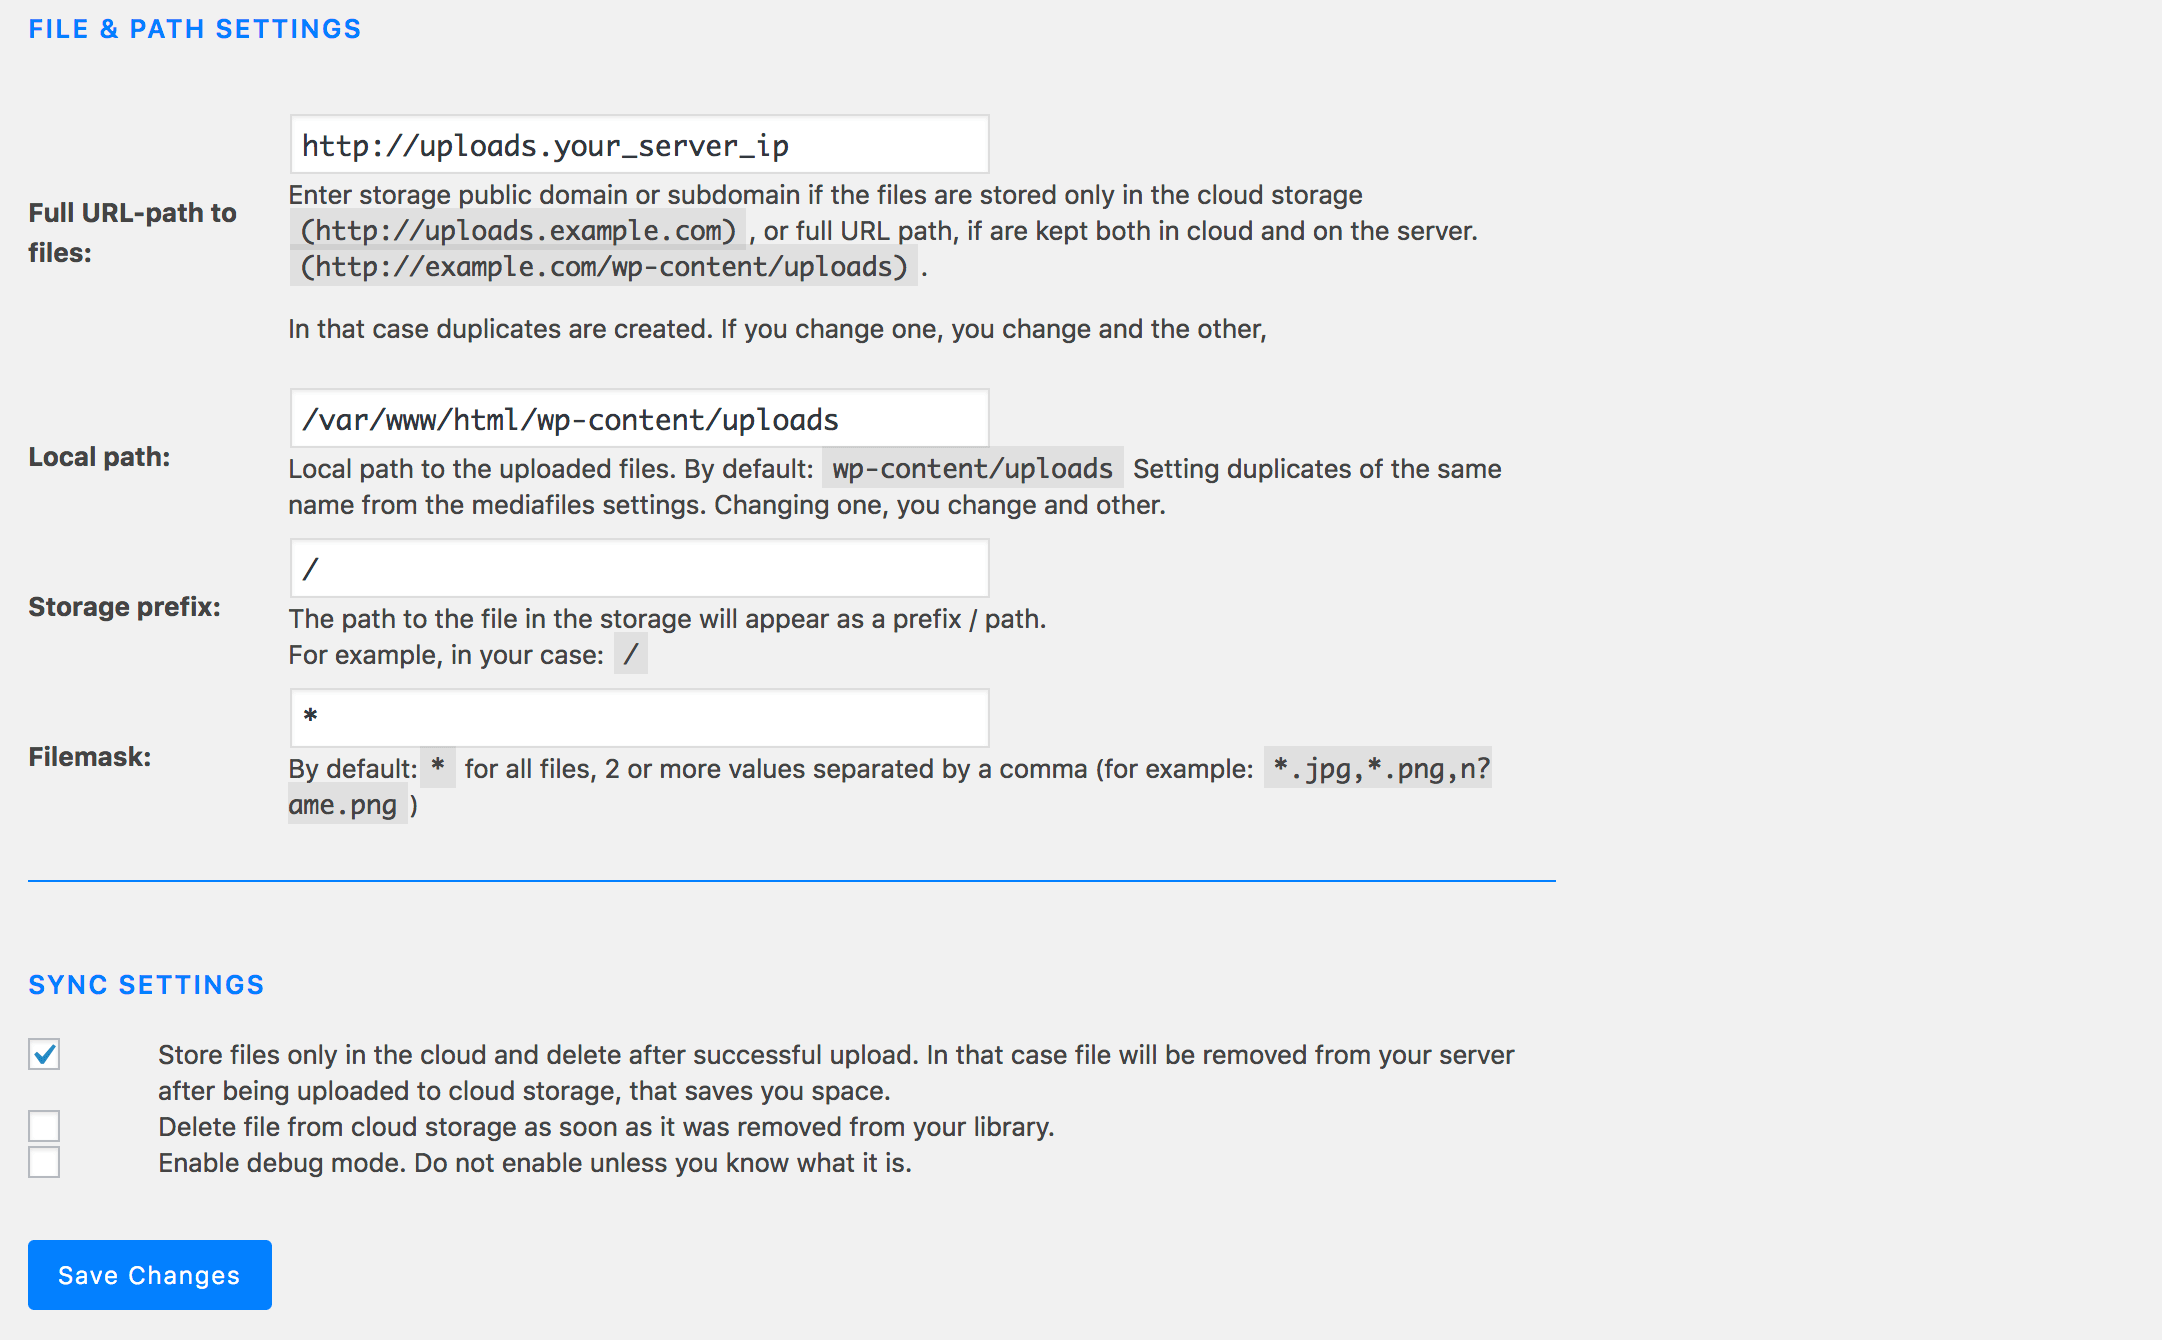 FILE & PATH SETTINGS
http://uploads.your_server_ip
Full URL-path to
files:
Enter storage public domain or subdomain if the files are stored only in the cloud storage
(http://uploads.example.com) , or full URL path, if are kept both in cloud and on the server.
(http://example.com/wp-content/uploads) .
In that case duplicates are created. If you change one, you change and the other,
/var/www/html/wp-content/uploads
Local path:
Local path to the uploaded files. By default: wp-content/uploads Setting duplicates of the same
name from the mediafiles settings. Changing one, you change and other.
/
Storage prefix:
The path to the file in the storage will appear as a prefix / path.
For example, in your case: /
*
Filemask:
By default: * for all files, 2 or more values separated by a comma (for example: *.jpg,*.png,n?
ame.png )
SYNC SETTINGS
Store files only in the cloud and delete after successful upload. In that case file will be removed from your server
after being uploaded to cloud storage, that saves you space.
Delete file from cloud storage as soon as it was removed from your library.
Enable debug mode. Do not enable unless you know what it is.
Save Changes